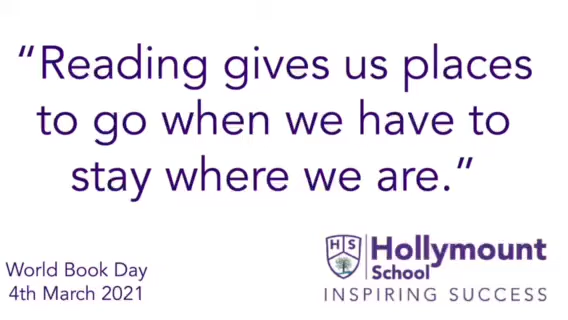 “Reading gives us places
to go when we have to
stay where we are.”
World Book Day
4th March 2021
H S
Hollymount
School
INSPIRING SUCCESS